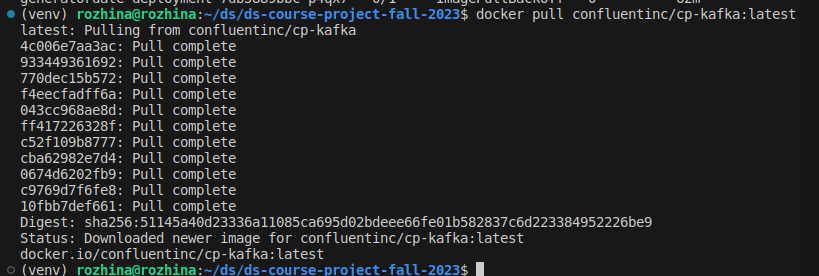 (venv) rozhina@rozhina:~/ds/ds-course-project-fall-2023$ docker pull confluentinc/cp-kafka:latest
latest: Pulling from confluentinc/cp-kafka
4c006e7aa3ac: Pull complete
933449361692: Pull complete
770dec15b572: Pull complete
f4eecfadff6a: Pull complete
043cc968ae8d: Pull complete
ff417226328f: Pull complete
c52f109b8777: Pull complete
cba62982e7d4: Pull complete
0674d6202fb9: Pull complete
c9769d7f6fe8: Pull complete
10fbb7def661: Pull complete
Digest: sha256:51145a40d23336a11085ca695d02bdeee66fe01b582837c6d223384952226be9
Status: Downloaded newer image for confluentinc/cp-kafka:latest
docker.io/confluentinc/cp-kafka:latest
(venv) rozhina@rozhina:~/ds/ds-course-project-fall-2023$